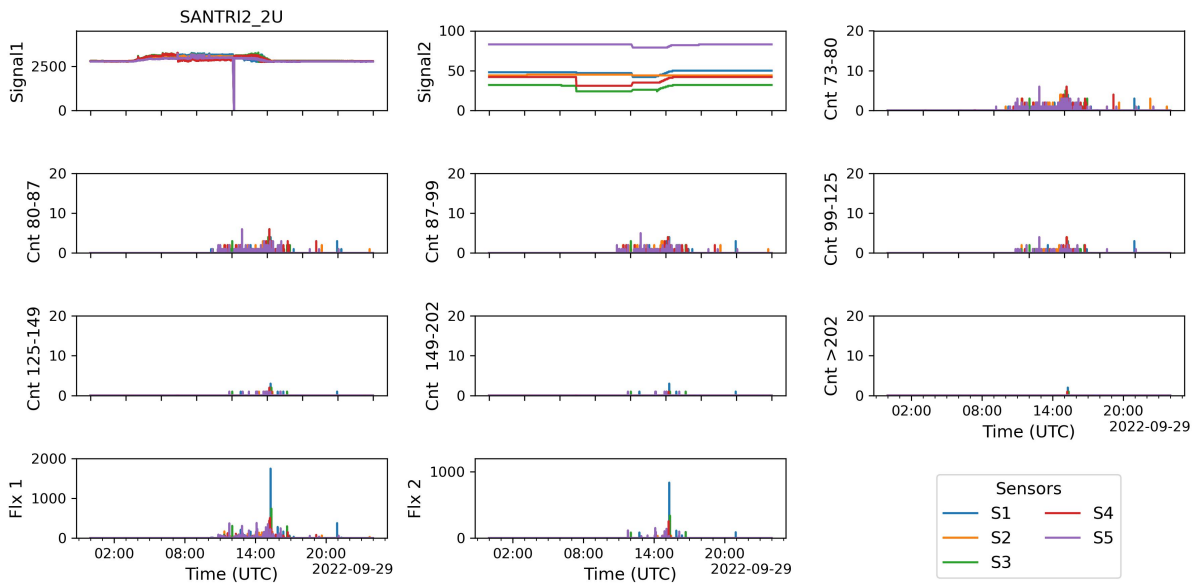 SANTRI2_2U
Signal1
2500
0
Signal2
100
50
0
Cnt 73-80
20
10
0
Cnt 80-87
20
10
0
Cnt 87-99
20
10
0
Cnt 99-125
20
10
0
Cnt 125-149
20
10
0
Cnt  149-202
20
10
0
Cnt >202
20
10
0
02:00 08:00 14:00 20:00
Time (UTC)
2022-09-29
Flx 1
2000
1000
0
02:00 08:00 14:00 20:00
Time (UTC)
2022-09-29
Flx 2
1000
0
02:00 08:00 14:00 20:00
Time (UTC)
2022-09-29
Sensors
S1 S4
S2 S5
S3